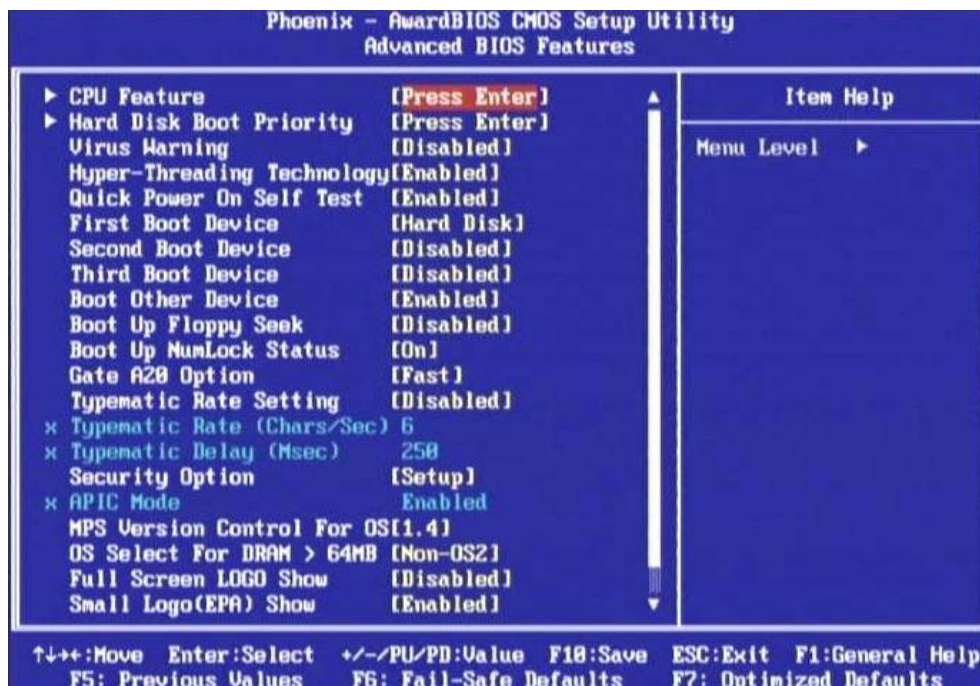 Phoenix - AwardBIOS CMOS Setup Utility
Advanced BIOS Features
▶ CPU Feature [Press Enter]
▶ Hard Disk Boot Priority [Press Enter]
Virus Warning [Disabled]
Hyper-Threading Technology[Enabled]
Quick Power On Self Test [Enabled]
First Boot Device [Hard Disk]
Second Boot Device [Disabled]
Third Boot Device [Disabled]
Boot Other Device [Enabled]
Boot Up Floppy Seek [Disabled]
Boot Up NumLock Status [On]
Gate A20 Option [Fast]
Typematic Rate Setting [Disabled]
x Typematic Rate (Chars/Sec) 6
x Typematic Delay (Msec) 250
Security Option [Setup]
x APIC Mode Enabled
MPS Version Control For OS[1.4]
OS Select For DRAM > 64MB [Non-OS2]
Full Screen LOGO Show [Disabled]
Small Logo(EPA) Show [Enabled]
Item Help
Menu Level ▶
↑↓→←:Move Enter:Select +/-/PU/PD:Value F10:Save ESC:Exit F1:General Help
F5: Previous Values F6: Fail-Safe Defaults F7: Optimized Defaults